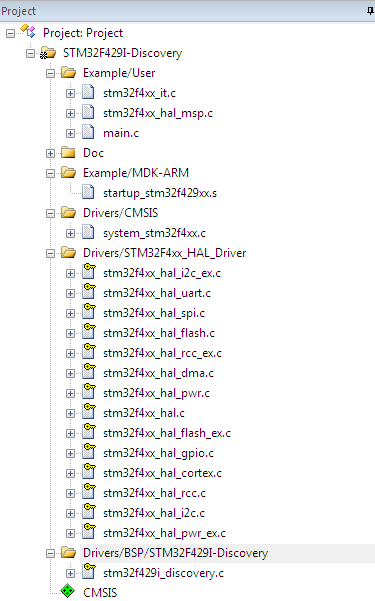 Project
Project: Project
STM32F429I-Discovery
Example/User
stm32f4xx_it.c
stm32f4xx_hal_msp.c
main.c
Doc
Example/MDK-ARM
startup_stm32f429xx.s
Drivers/CMSIS
system_stm32f4xx.c
Drivers/STM32F4xx_HAL_Driver
stm32f4xx_hal_i2c_ex.c
stm32f4xx_hal_uart.c
stm32f4xx_hal_spi.c
stm32f4xx_hal_flash.c
stm32f4xx_hal_rcc_ex.c
stm32f4xx_hal_dma.c
stm32f4xx_hal_pwr.c
stm32f4xx_hal.c
stm32f4xx_hal_flash_ex.c
stm32f4xx_hal_gpio.c
stm32f4xx_hal_cortex.c
stm32f4xx_hal_rcc.c
stm32f4xx_hal_i2c.c
stm32f4xx_hal_pwr_ex.c
Drivers/BSP/STM32F429I-Discovery
stm32f429i_discovery.c
CMSIS